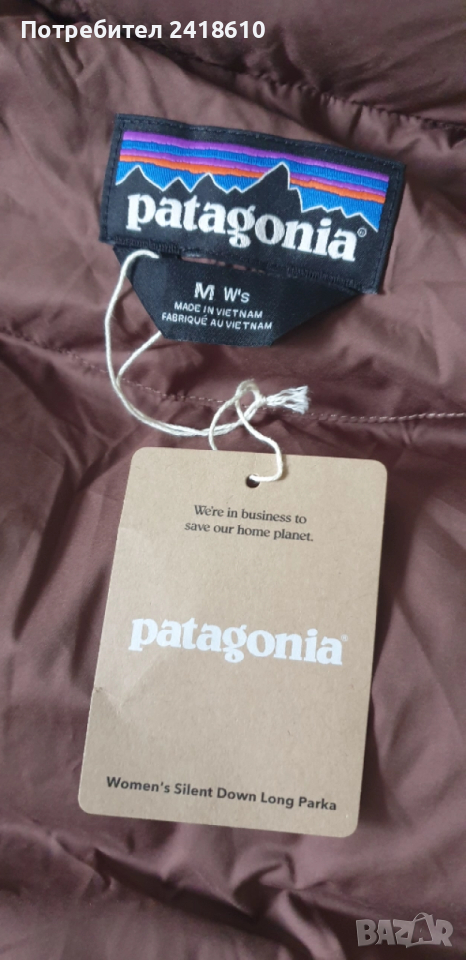 Потребител 2418610
patagonia®
M W's
MADE IN VIETNAM
FABRIQUÉ AU VIETNAM
We're in business to
save our home planet.
patagonia®
Women's Silent Down Long Parka
BAZAR